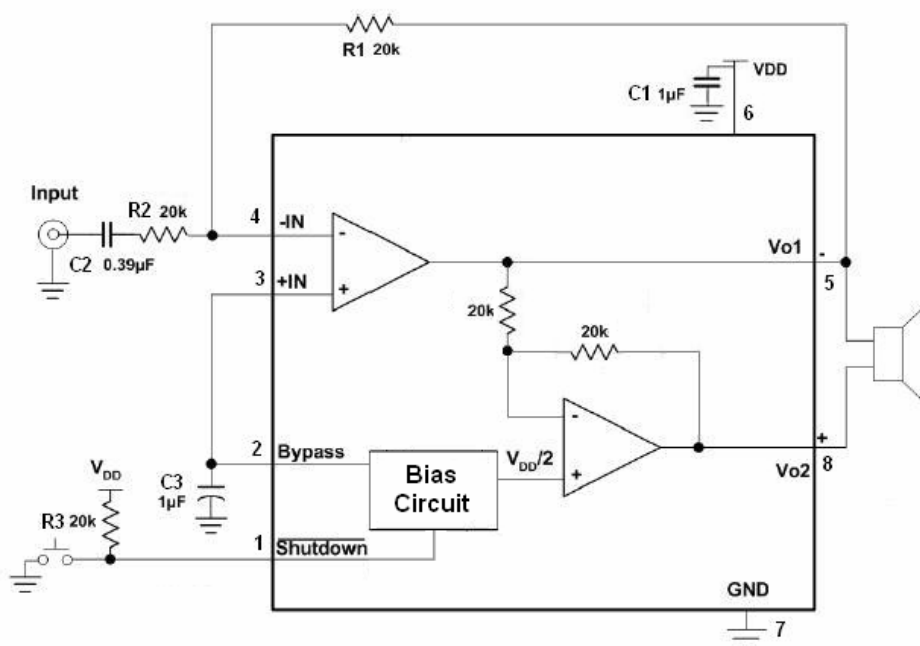 R1 20k
VDD
C1 1µF
6
Input
R2 20k
4
-IN
-
C2 0.39µF
3
+IN
+
Vo1
-
5
20k
20k
2
Bypass
-
+
8
Vo2
VDD
C3
1µF
Bias
Circuit
VDD/2
+
R3 20k
1
Shutdown
GND
7